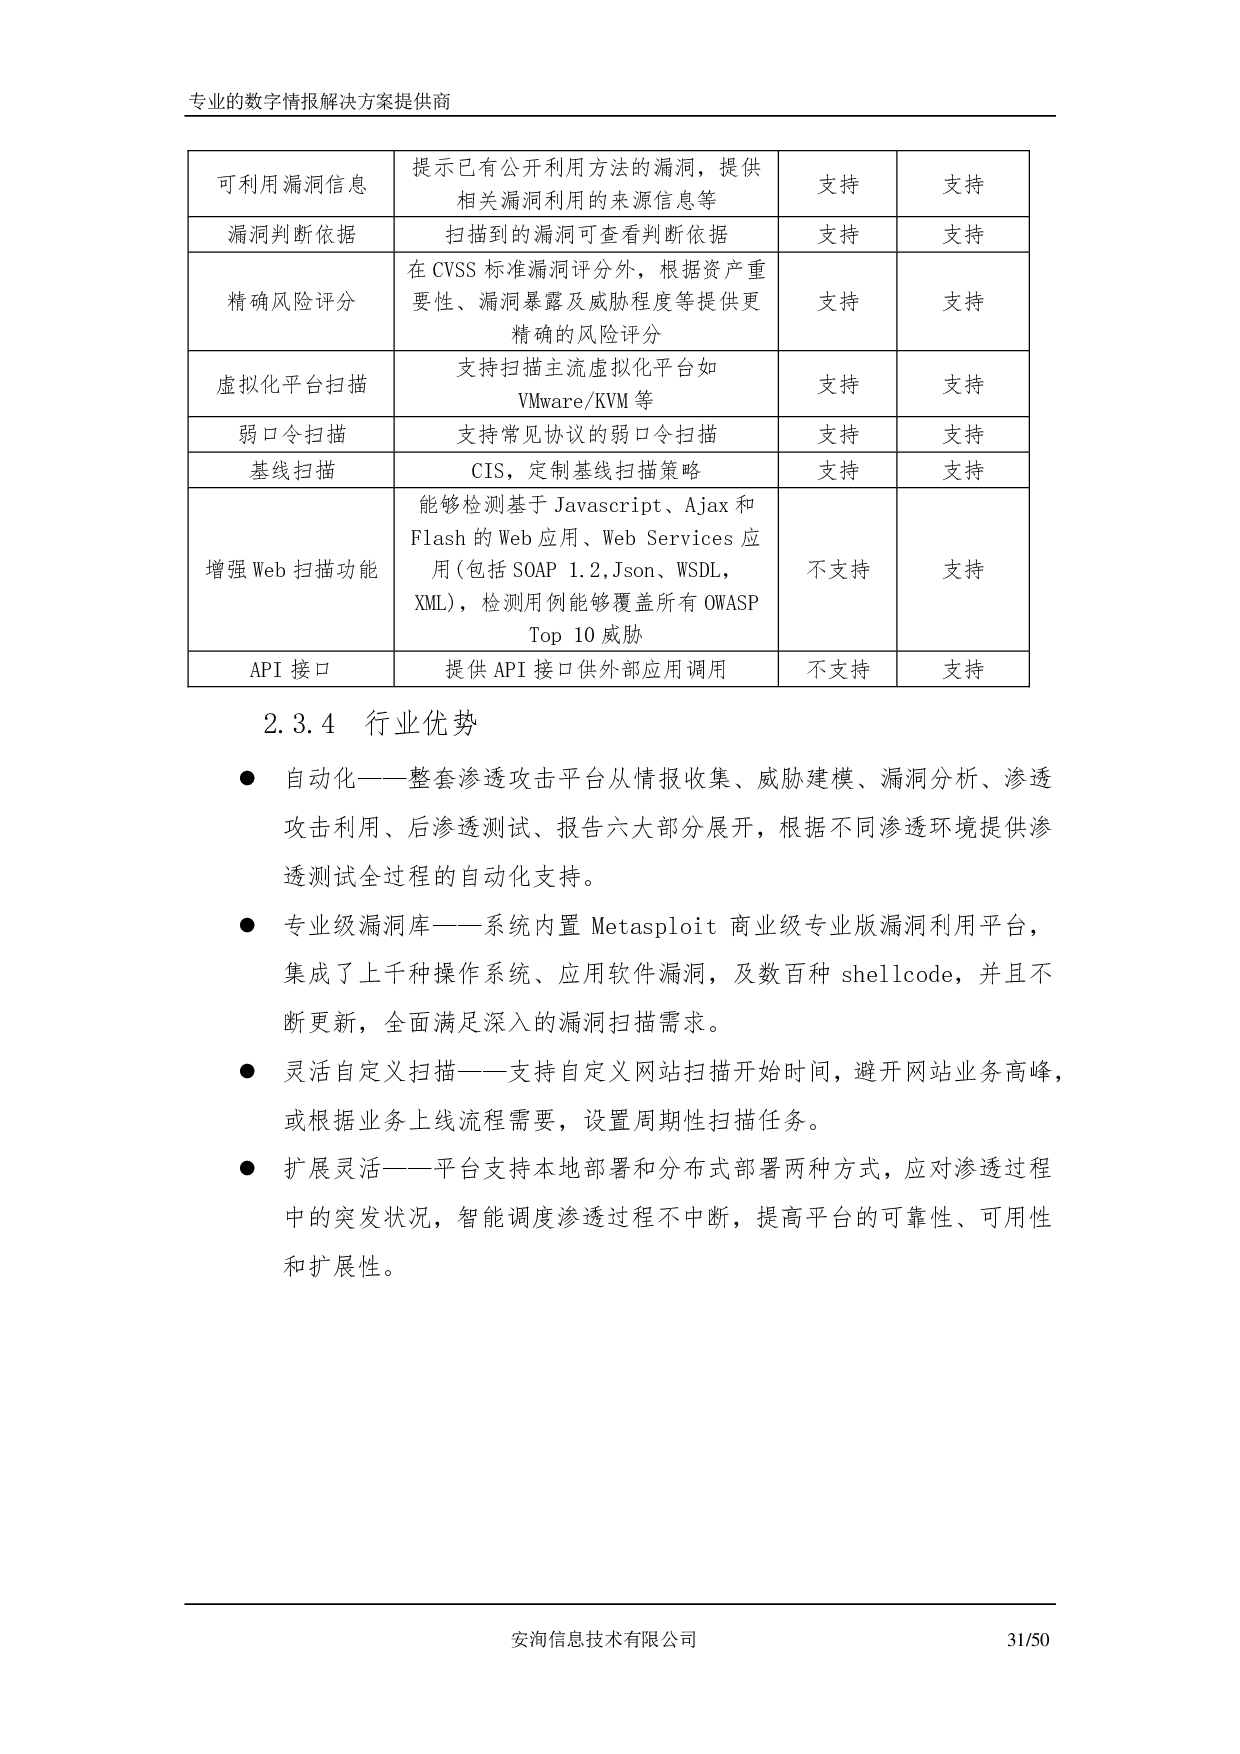 专业的数字情报解决方案提供商
可利用漏洞信息
提示已有公开利用方法的漏洞，提供
相关漏洞利用的来源信息等
支持
支持
漏洞判断依据
扫描到的漏洞可查看判断依据
支持
支持
精确风险评分
在 CVSS 标准漏洞评分外，根据资产重
要性、漏洞暴露及威胁程度等提供更
精确的风险评分
支持
支持
虚拟化平台扫描
支持扫描主流虚拟化平台如
VMware/KVM 等
支持
支持
弱口令扫描
支持常见协议的弱口令扫描
支持
支持
基线扫描
CIS，定制基线扫描策略
支持
支持
增强 Web 扫描功能
能够检测基于 Javascript、Ajax 和
Flash 的 Web 应用、Web Services 应
用(包括 SOAP 1.2,Json、WSDL，
XML)，检测用例能够覆盖所有 OWASP
Top 10 威胁
不支持
支持
API 接口
提供 API 接口供外部应用调用
不支持
支持
2.3.4 行业优势
● 自动化——整套渗透攻击平台从情报收集、威胁建模、漏洞分析、渗透
攻击利用、后渗透测试、报告六大部分展开，根据不同渗透环境提供渗
透测试全过程的自动化支持。
● 专业级漏洞库——系统内置 Metasploit 商业级专业版漏洞利用平台，
集成了上千种操作系统、应用软件漏洞，及数百种 shellcode，并且不
断更新，全面满足深入的漏洞扫描需求。
● 灵活自定义扫描——支持自定义网站扫描开始时间，避开网站业务高峰，
或根据业务上线流程需要，设置周期性扫描任务。
● 扩展灵活——平台支持本地部署和分布式部署两种方式，应对渗透过程
中的突发状况，智能调度渗透过程不中断，提高平台的可靠性、可用性
和扩展性。
安洵信息技术有限公司
31/50